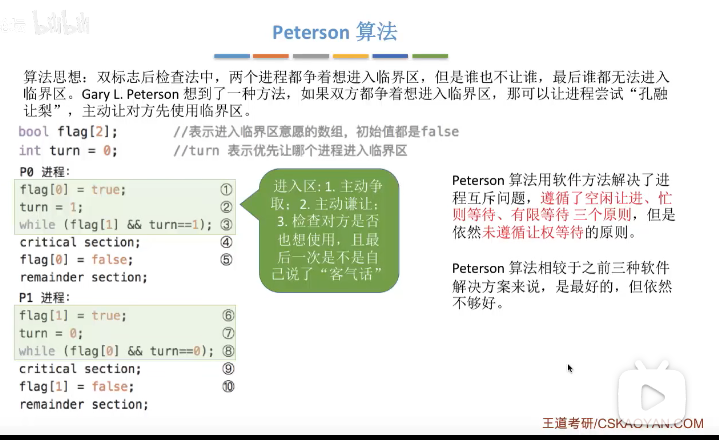 bilibili
Peterson 算法
算法思想：双标志后检查法中，两个进程都争着想进入临界区，但是谁也不让谁，最后谁都无法进入
临界区。Gary L. Peterson 想到了一种方法，如果双方都争着想进入临界区，那可以让进程尝试“孔融
让梨”，主动让对方先使用临界区。
bool flag[2]; //表示进入临界区意愿的数组，初始值都是false
int turn = 0; //turn 表示优先让哪个进程进入临界区
P0 进程：
flag[0] = true; ①
turn = 1; ②
while (flag[1] && turn==1); ③
critical section; ④
flag[0] = false; ⑤
remainder section;
P1 进程：
flag[1] = true; ⑥
turn = 0; ⑦
while (flag[0] && turn==0); ⑧
critical section; ⑨
flag[1] = false; ⑩
remainder section;
进入区: 1. 主动争
取；2. 主动谦让；
3. 检查对方是否
也想使用，且最
后一次是不是自
己说了“客气话”
Peterson 算法用软件方法解决了进
程互斥问题，遵循了空闲让进、忙
则等待、有限等待 三个原则，但是
依然未遵循让权等待的原则。
Peterson 算法相较于之前三种软件
解决方案来说，是最好的，但依然
不够好。
王道考研/CSKAOYAN.COM